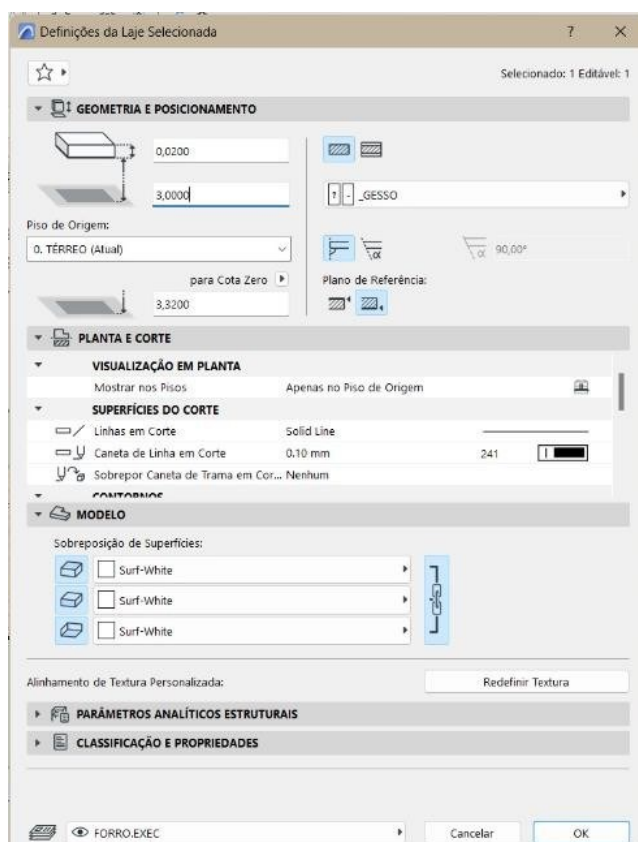 Definições da Laje Selecionada ? ×
Selecionado: 1 Editável: 1
GEOMETRIA E POSICIONAMENTO
0,0200
3,0000
? - _GESSO
Piso de Origem:
0. TÉRREO (Atual)
α α 90,00°
para Cota Zero
Plano de Referência:
3,3200
PLANTA E CORTE
VISUALIZAÇÃO EM PLANTA
Mostrar nos Pisos Apenas no Piso de Origem
SUPERFÍCIES DO CORTE
Linhas em Corte Solid Line
Caneta de Linha em Corte 0.10 mm 241
Sobrepor Caneta de Trama em Cor... Nenhum
CONTORNOS
MODELO
Sobreposição de Superfícies:
Surf-White
Surf-White
Surf-White
Alinhamento de Textura Personalizada: Redefinir Textura
PARÂMETROS ANALÍTICOS ESTRUTURAIS
CLASSIFICAÇÃO E PROPRIEDADES
FORRO.EXEC Cancelar OK